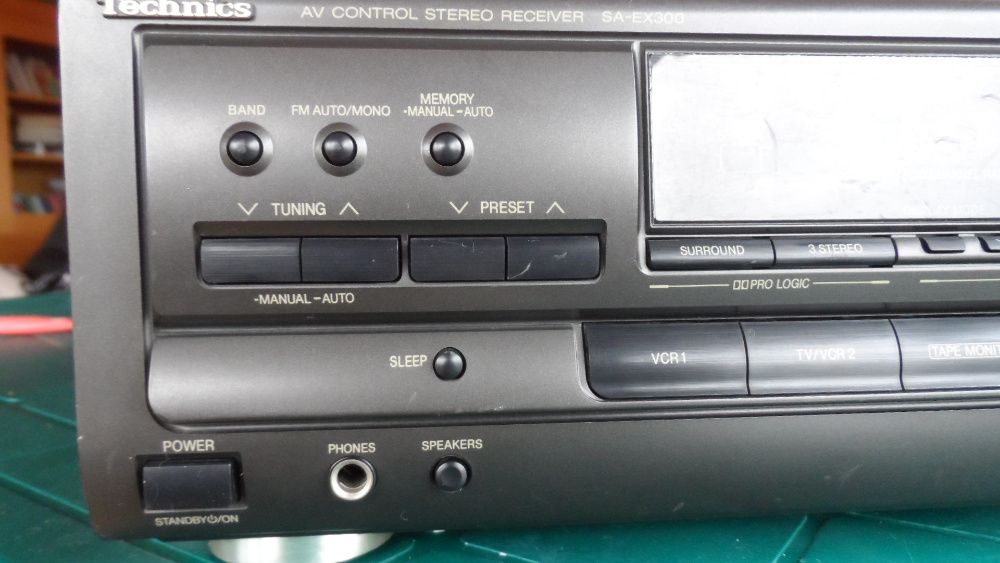 Technics
AV CONTROL STEREO RECEIVER SA-EX300
BAND
FM AUTO/MONO
MEMORY
-MANUAL –AUTO
TUNING
PRESET
-MANUAL –AUTO
SURROUND
3 STEREO
PRO LOGIC
SLEEP
VCR 1
TV/VCR 2
TAPE MONIT
POWER
STANDBY⏻/ON
PHONES
SPEAKERS